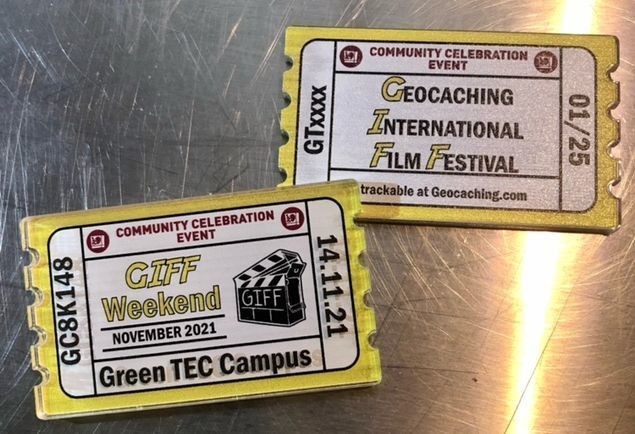 COMMUNITY CELEBRATION
EVENT
GTxxxx
GEOCACHING
INTERNATIONAL
FILM FESTIVAL
01/25
trackable at Geocaching.com
COMMUNITY CELEBRATION
EVENT
GC8K148
GIFF
Weekend
NOVEMBER 2021
GIFF
14.11.21
Green TEC Campus